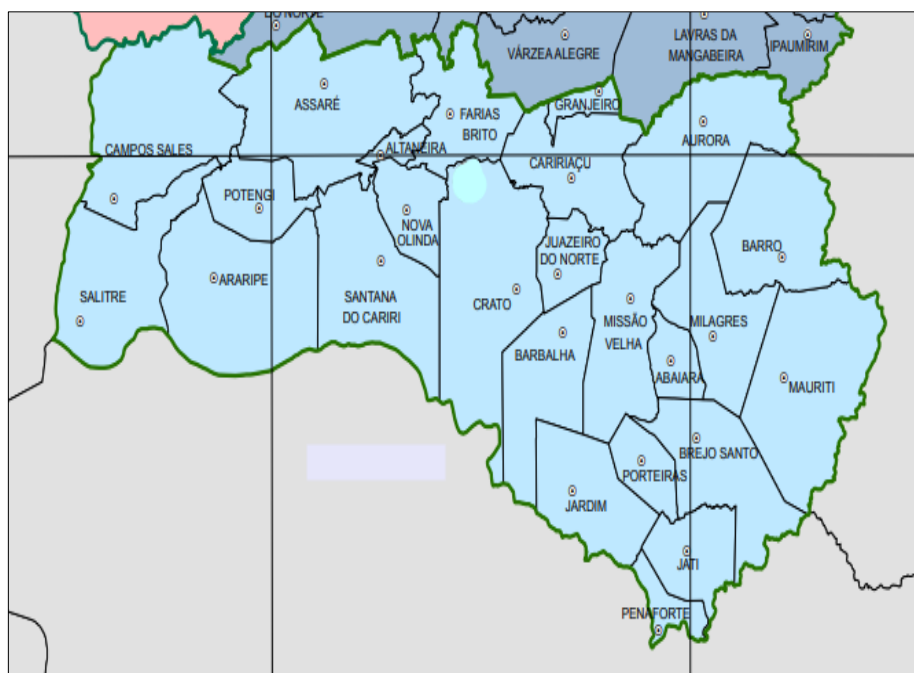 DO NORTE
VÁRZEA ALEGRE
LAVRAS DA
MANGABEIRA
IPAUMIRIM
ASSARÉ
FARIAS
BRITO
GRANJEIRO
AURORA
CAMPOS SALES
ALTANEIRA
CARIRIAÇU
POTENGI
NOVA
OLINDA
JUAZEIRO
DO NORTE
BARRO
SALITRE
ARARIPE
SANTANA
DO CARIRI
CRATO
MISSÃO
VELHA
MILAGRES
BARBALHA
ABAIARA
MAURITI
BREJO SANTO
PORTEIRAS
JARDIM
JATI
PENAFORTE